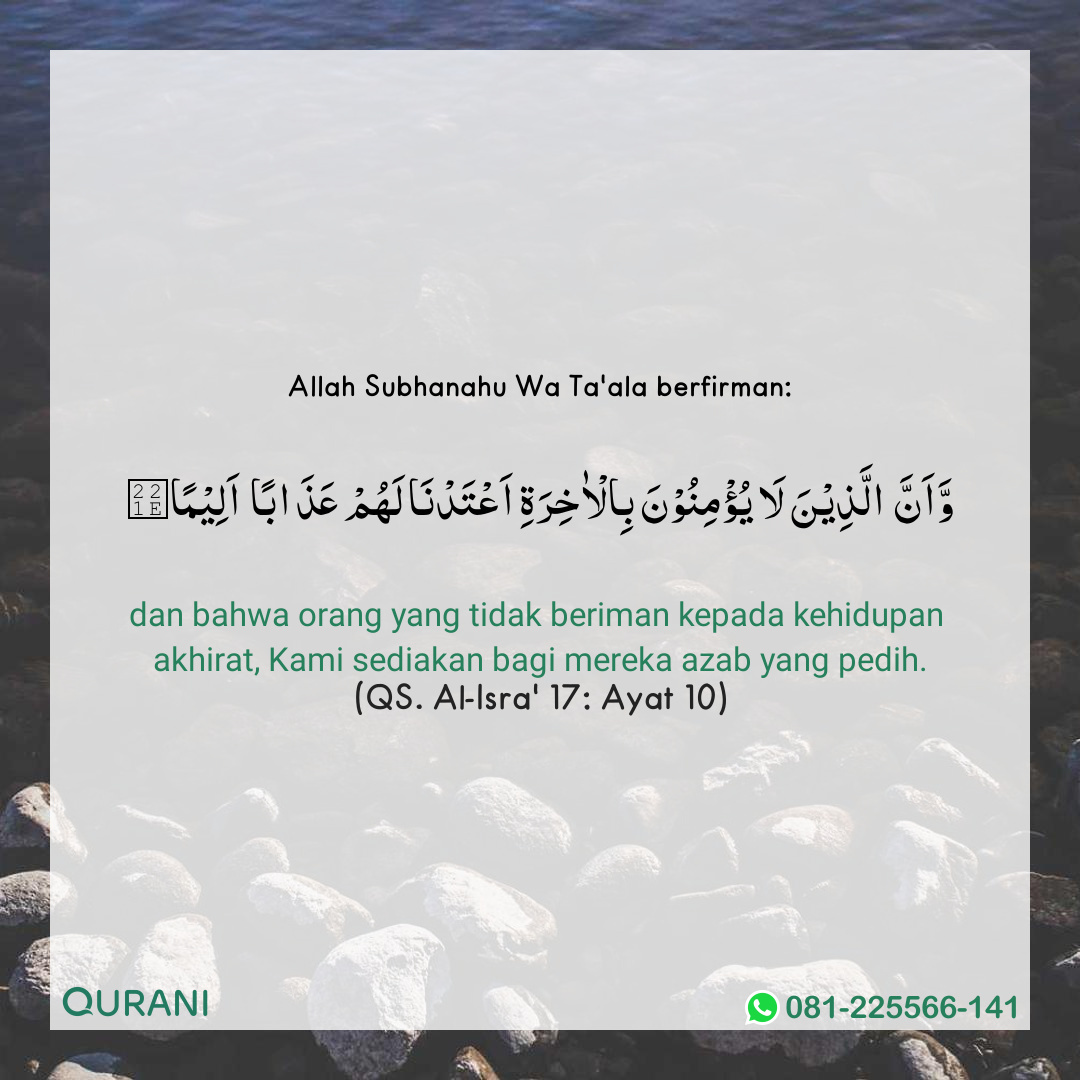 Allah Subhanahu Wa Ta'ala berfirman:
وَّاَنَّ الَّذِيْنَ لَا يُؤْمِنُوْنَ بِالْاٰخِرَةِ اَعْتَدْنَا لَهُمْ عَذَا بًا اَلِيْمًا
dan bahwa orang yang tidak beriman kepada kehidupan
akhirat, Kami sediakan bagi mereka azab yang pedih.
(QS. Al-Isra' 17: Ayat 10)
QURANI
081-225566-141